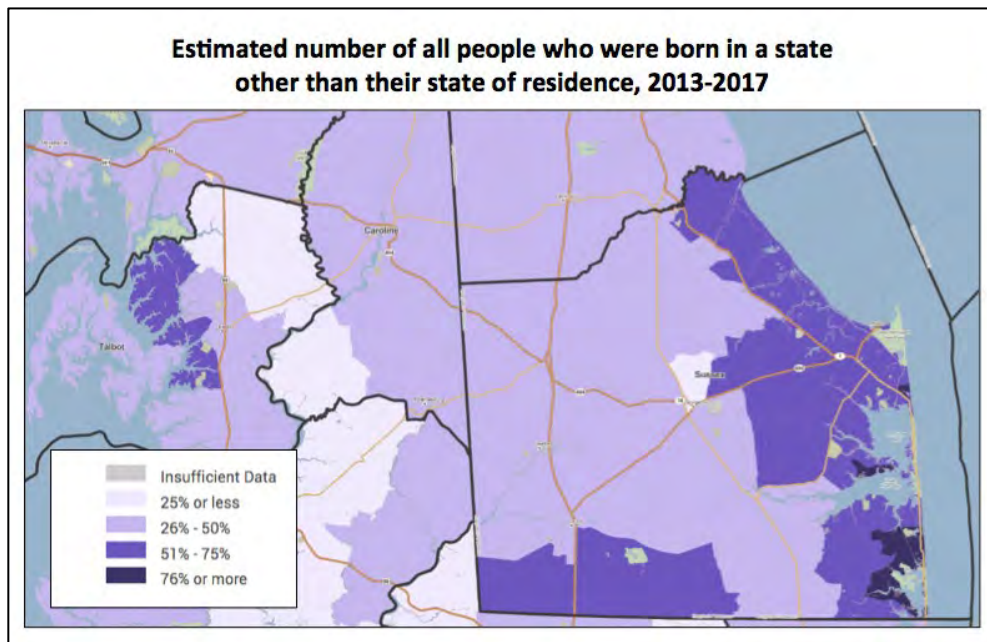 Estimated number of all people who were born in a state
other than their state of residence, 2013-2017
Caroline
Talbot
Sussex
Insufficient Data
25% or less
26% - 50%
51% - 75%
76% or more